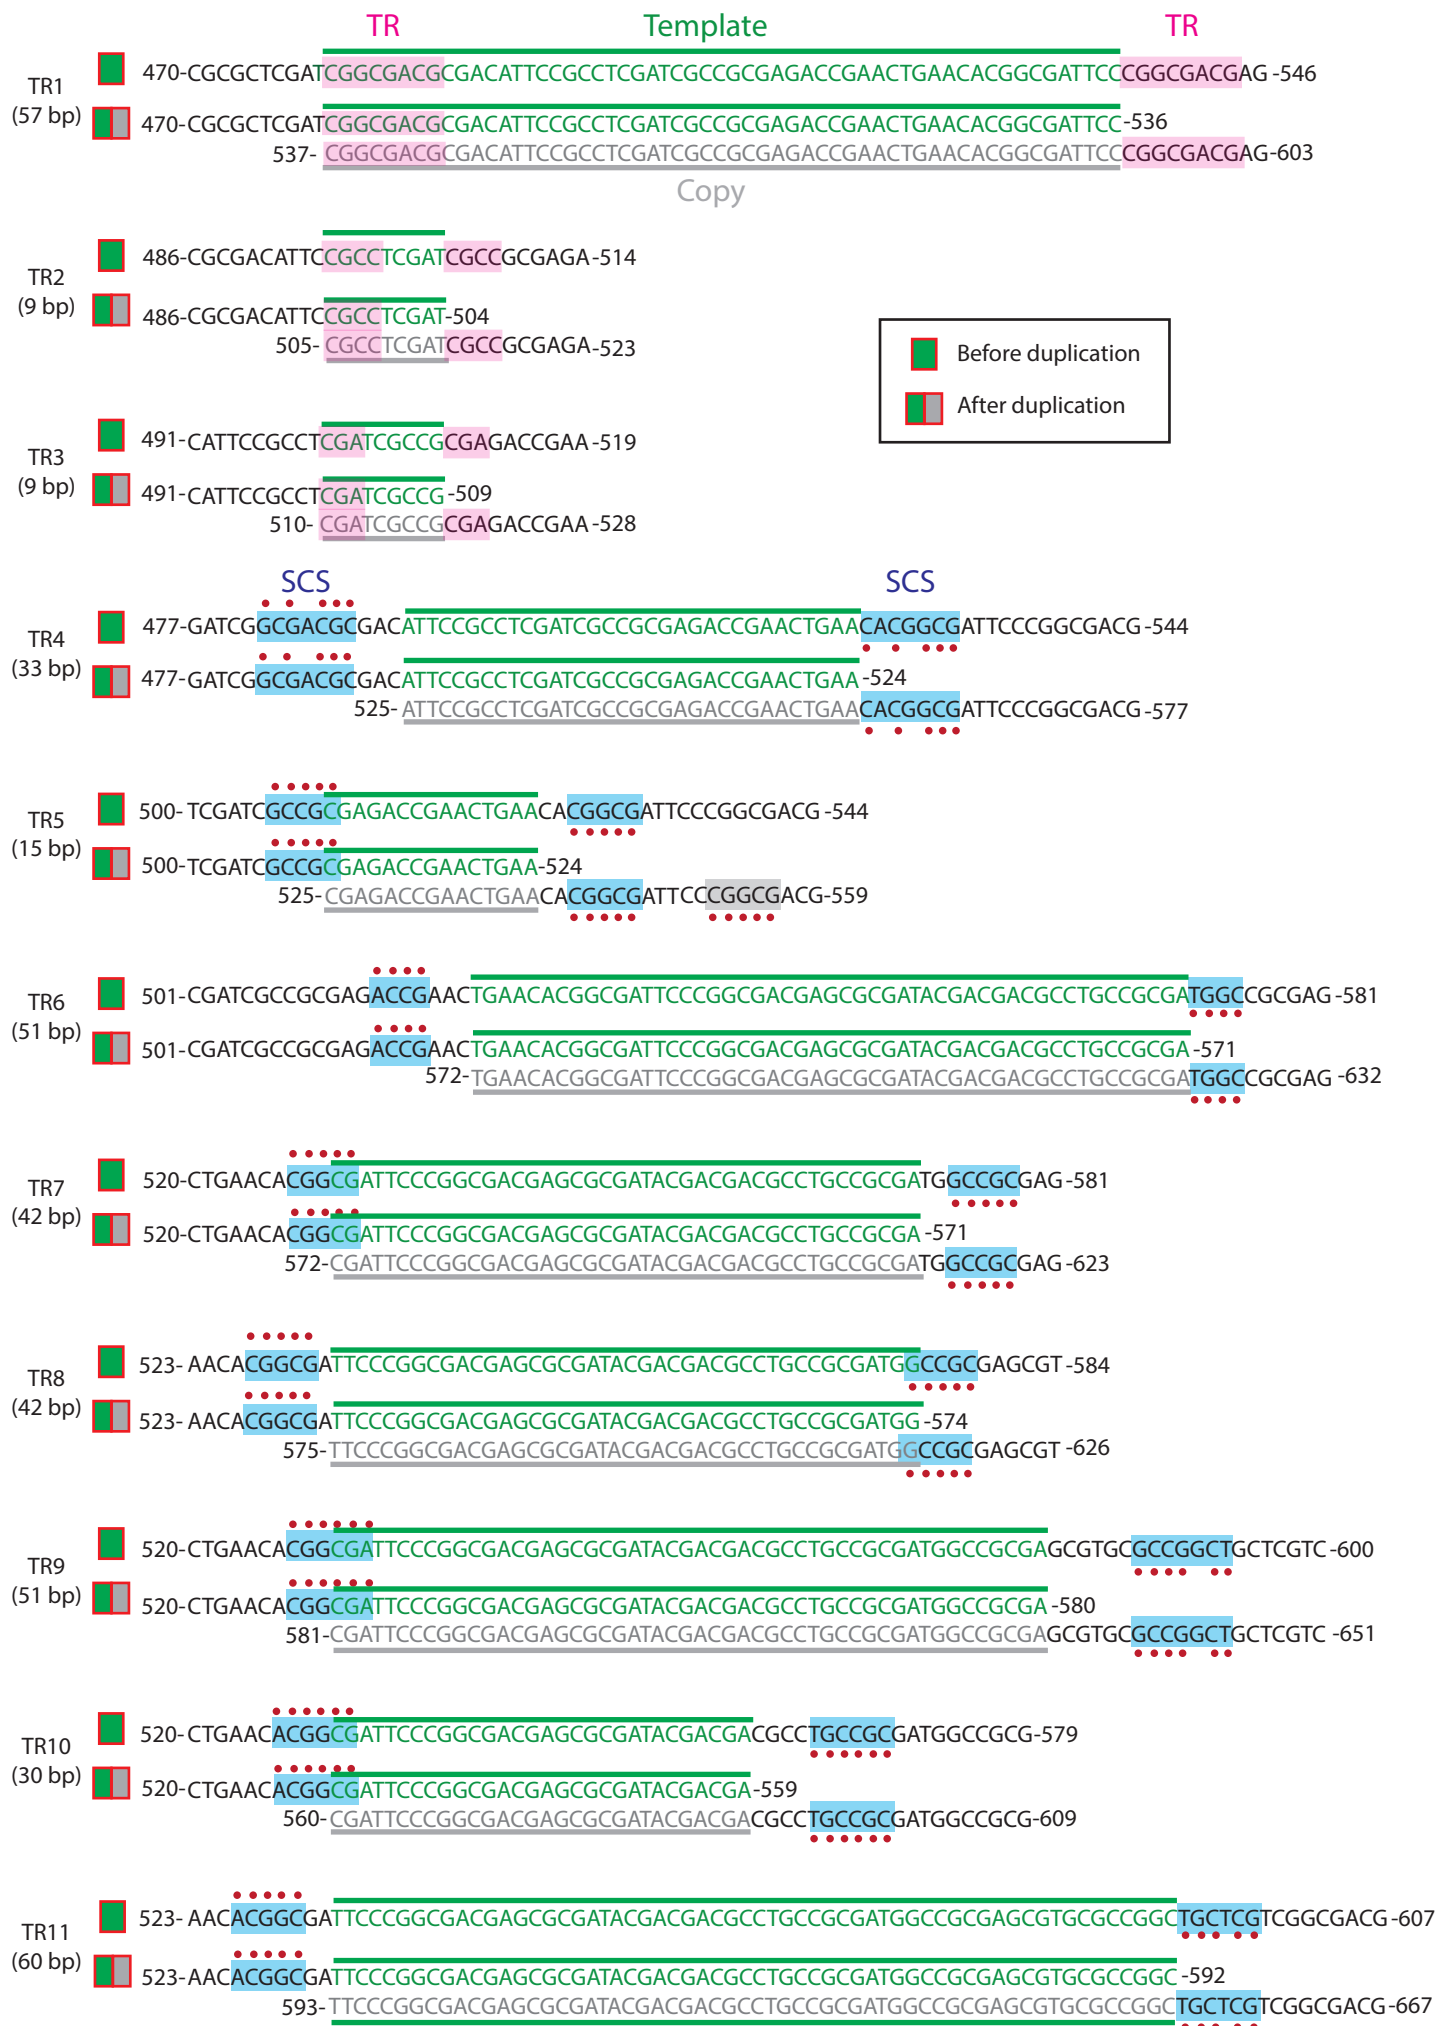 TR Template TR
TR1
(57 bp)
470-CGCGCTCGATCGGCGACGCGACATTCCGCCTCGATCGCCGCGAGACCGAACTGAACACGGCGATTCCCGGCGACGAG-546
470-CGCGCTCGATCGGCGACGCGACATTCCGCCTCGATCGCCGCGAGACCGAACTGAACACGGCGATTCC-536
537- CGGCGACGCGACATTCCGCCTCGATCGCCGCGAGACCGAACTGAACACGGCGATTCCCGGCGACGAG-603
Copy
TR2
(9 bp)
486-CGCGACATTCCGCCTCGATCGCCGCGAGA-514
486-CGCGACATTCCGCCTCGAT-504
505- CGCCTCGATCGCCGCGAGA-523
Before duplication
After duplication
TR3
(9 bp)
491-CATTCCGCCTCGATCGCCGCGAGACCGAA-519
491-CATTCCGCCTCGATCGCCG-509
510- CGATCGCCGCGAGACCGAA-528
SCS SCS
TR4
(33 bp)
477-GATCGGCGACGCGACATTCCGCCTCGATCGCCGCGAGACCGAACTGAACACGGCGATTCCCGGCGACG-544
477-GATCGGCGACGCGACATTCCGCCTCGATCGCCGCGAGACCGAACTGAA-524
525- ATTCCGCCTCGATCGCCGCGAGACCGAACTGAACACGGCGATTCCCGGCGACG-577
TR5
(15 bp)
500- TCGATCGCCGCGAGACCGAACTGAACACGGCGATTCCCGGCGACG-544
500-TCGATCGCCGCGAGACCGAACTGAA-524
525-CGAGACCGAACTGAACACGGCGATTCCCGGCGACG-559
TR6
(51 bp)
501-CGATCGCCGCGAGACCGAACTGAACACGGCGATTCCCGGCGACGAGCGCGATACGACGACGCCTGCCGCGATGGCCGCGAG-581
501-CGATCGCCGCGAGACCGAACTGAACACGGCGATTCCCGGCGACGAGCGCGATACGACGACGCCTGCCGCGA-571
572-TGAACACGGCGATTCCCGGCGACGAGCGCGATACGACGACGCCTGCCGCGATGGCCGCGAG-632
TR7
(42 bp)
520-CTGAACACGGCGATTCCCGGCGACGAGCGCGATACGACGACGCCTGCCGCGATGGCCGCGAG-581
520-CTGAACACGGCGATTCCCGGCGACGAGCGCGATACGACGACGCCTGCCGCGA-571
572-CGATTCCCGGCGACGAGCGCGATACGACGACGCCTGCCGCGATGGCCGCGAG-623
TR8
(42 bp)
523- AACACGGCGATTCCCGGCGACGAGCGCGATACGACGACGCCTGCCGCGATGGCCGCGAGCGT-584
523- AACACGGCGATTCCCGGCGACGAGCGCGATACGACGACGCCTGCCGCGATGG-574
575-TTCCCGGCGACGAGCGCGATACGACGACGCCTGCCGCGATGGCCGCGAGCGT-626
TR9
(51 bp)
520-CTGAACACGGCGATTCCCGGCGACGAGCGCGATACGACGACGCCTGCCGCGATGGCCGCGAGCGTGCGCCGGCTGCTCGTC-600
520-CTGAACACGGCGATTCCCGGCGACGAGCGCGATACGACGACGCCTGCCGCGATGGCCGCGA-580
581-CGATTCCCGGCGACGAGCGCGATACGACGACGCCTGCCGCGATGGCCGCGAGCGTGCGCCGGCTGCTCGTC-651
TR10
(30 bp)
520-CTGAACACGGCGATTCCCGGCGACGAGCGCGATACGACGACGCCTGCCGCGATGGCCGCG-579
520-CTGAACACGGCGATTCCCGGCGACGAGCGCGATACGACGA-559
560-CGATTCCCGGCGACGAGCGCGATACGACGACGCCTGCCGCGATGGCCGCG-609
TR11
(60 bp)
523- AACACGGCGATTCCCGGCGACGAGCGCGATACGACGACGCCTGCCGCGATGGCCGCGAGCGTGCGCCGGCTGCTCGTCGGCGACG-607
523- AACACGGCGATTCCCGGCGACGAGCGCGATACGACGACGCCTGCCGCGATGGCCGCGAGCGTGCGCCGGC-592
593-TTCCCGGCGACGAGCGCGATACGACGACGCCTGCCGCGATGGCCGCGAGCGTGCGCCGGCTGCTCGTCGGCGACG-667